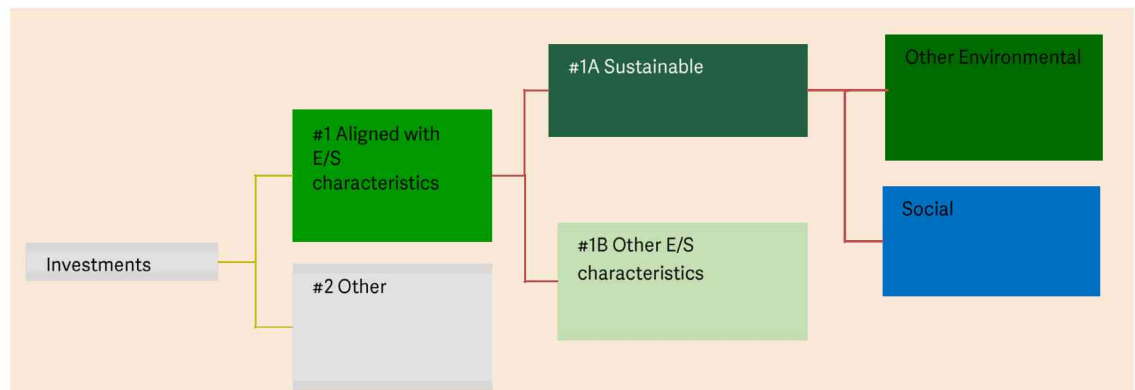 Investments
#1 Aligned with
E/S
characteristics
#2 Other
#1A Sustainable
#1B Other E/S
characteristics
Other Environmental
Social